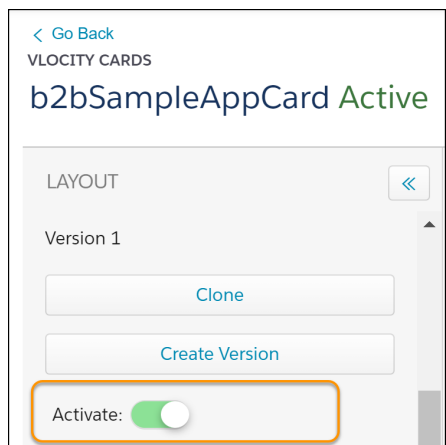 Go Back
VLOCITY CARDS
b2bSampleAppCard Active
LAYOUT
Version 1
Clone
Create Version
Activate: